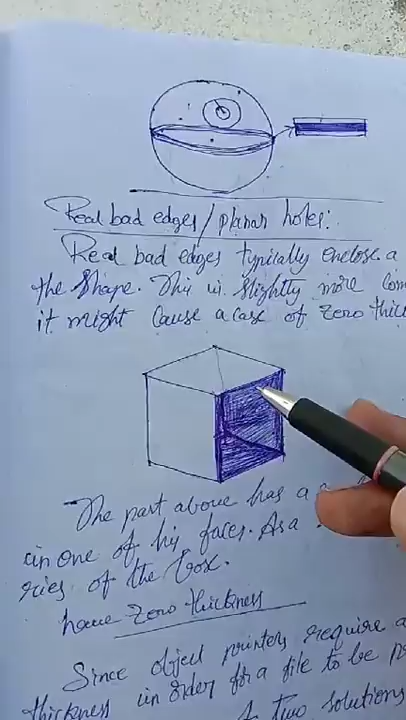 Real bad edges/planar holes:
Real bad edges typically enclose a
the Shape. This is slightly more
it might Cause a case of Zero
The part above has a
in one of his faces. As a
ries of the box.
have Zero thickness
Since object printers require a
thickness in order for a file to be
two solutions